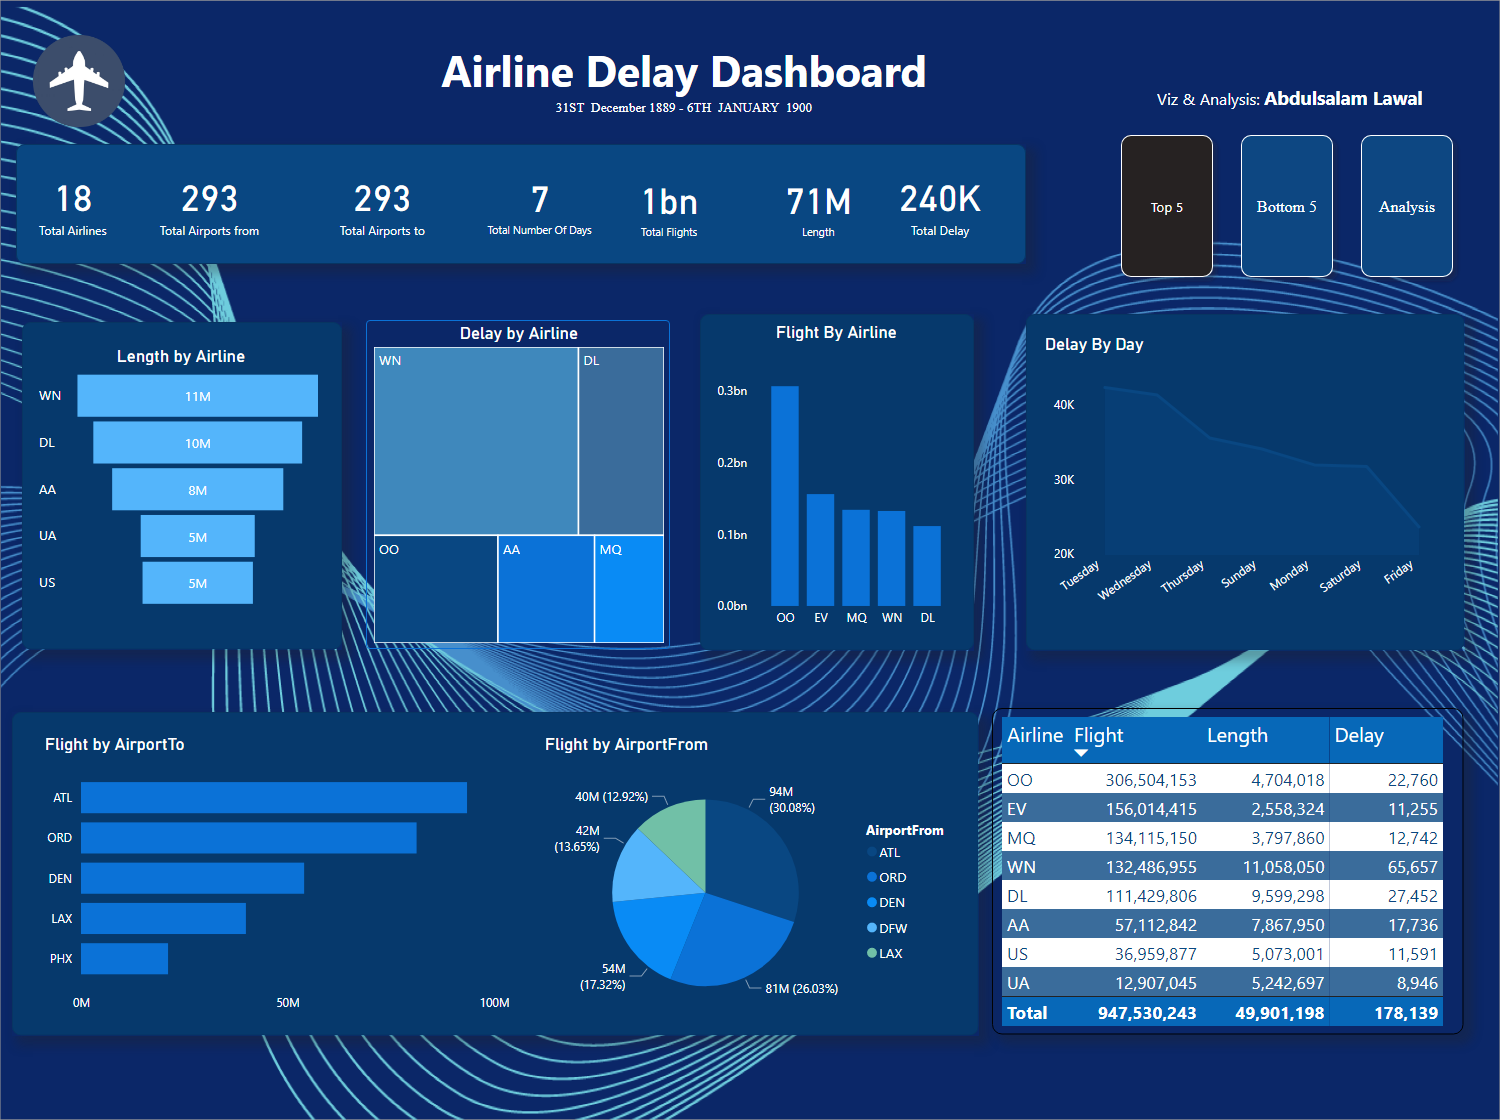 Airline Delay Dashboard
31ST December 1889 - 6TH JANUARY 1900
Viz & Analysis: Abdulsalam Lawal
18
Total Airlines
293
Total Airports from
293
Total Airports to
7
Total Number Of Days
1bn
Total Flights
71M
Length
240K
Total Delay
Top 5
Bottom 5
Analysis
Length by Airline
WN 11M
DL 10M
AA 8M
UA 5M
US 5M
Delay by Airline
WN
DL
OO
AA
MQ
Flight By Airline
0.3bn
0.2bn
0.1bn
0.0bn
OO EV MQ WN DL
Delay By Day
40K
30K
20K
Tuesday
Wednesday
Thursday
Sunday
Monday
Saturday
Friday
Flight by AirportTo
ATL
ORD
DEN
LAX
PHX
0M 50M 100M
Flight by AirportFrom
94M
(30.08%)
81M (26.03%)
54M
(17.32%)
42M
(13.65%)
40M (12.92%)
AirportFrom
ATL
ORD
DEN
DFW
LAX
Airline Flight Length Delay
OO 306,504,153 4,704,018 22,760
EV 156,014,415 2,558,324 11,255
MQ 134,115,150 3,797,860 12,742
WN 132,486,955 11,058,050 65,657
DL 111,429,806 9,599,298 27,452
AA 57,112,842 7,867,950 17,736
US 36,959,877 5,073,001 11,591
UA 12,907,045 5,242,697 8,946
Total 947,530,243 49,901,198 178,139